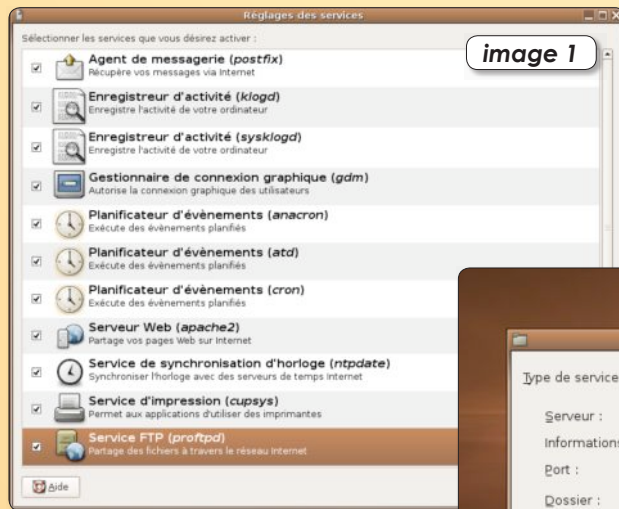 Réglages des services
Sélectionner les services que vous désirez activer :
image 1
Agent de messagerie (postfix)
Récupère vos messages via Internet
Enregistreur d'activité (klogd)
Enregistre l'activité de votre ordinateur
Enregistreur d'activité (sysklogd)
Enregistre l'activité de votre ordinateur
Gestionnaire de connexion graphique (gdm)
Autorise la connexion graphique des utilisateurs
Planificateur d'évènements (anacron)
Exécute des évènements planifiés
Planificateur d'évènements (atd)
Exécute des évènements planifiés
Planificateur d'évènements (cron)
Exécute des évènements planifiés
Serveur Web (apache2)
Partage vos pages Web sur Internet
Service de synchronisation d'horloge (ntpdate)
Synchroniser l'horloge avec des serveurs de temps Internet
Service d'impression (cupsys)
Permet aux applications d'utiliser des imprimantes
Service FTP (proftpd)
Partage des fichiers à travers le réseau Internet
Aide
Type de service
Serveur :
Informations
Port :
Dossier :